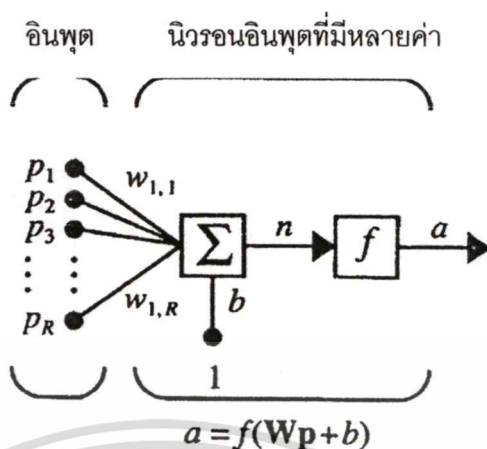 อินพุต นิวรอนอินพุตที่มีหลายค่า
p1 w1,1
p2
p3 Σ n f a
⋮ ⋮
pR w1,R b
1
a = f(Wp+b)